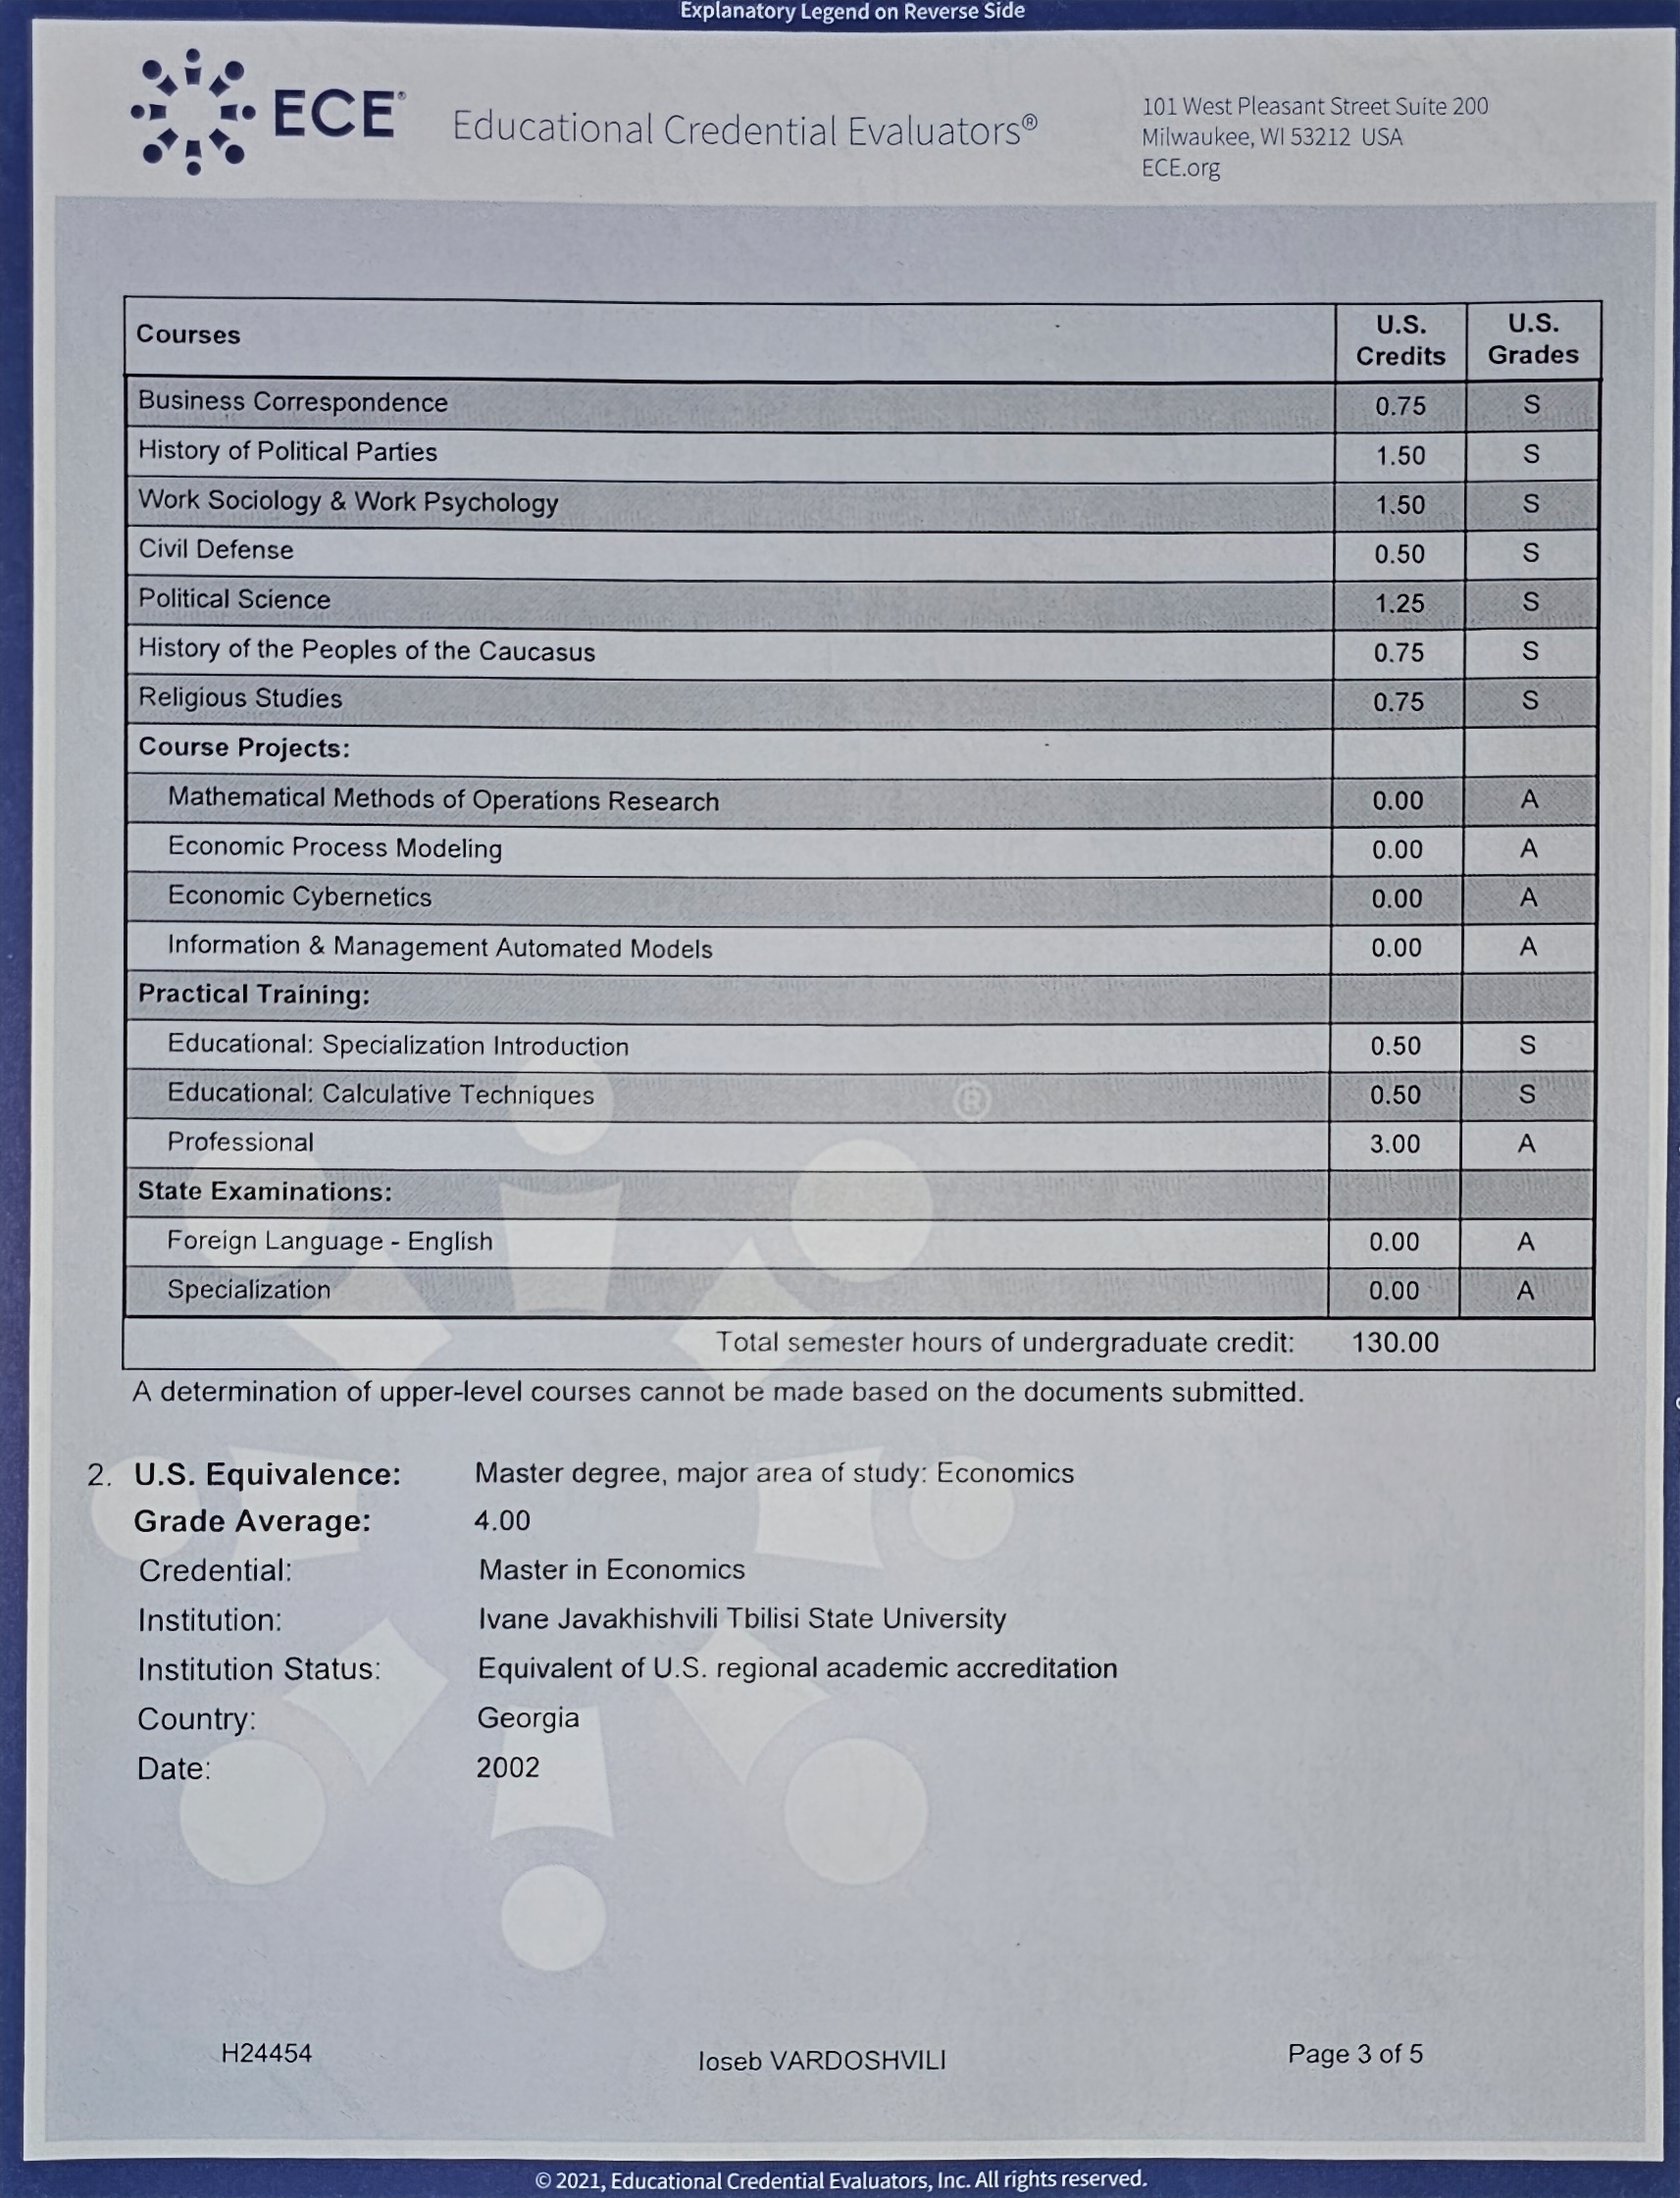 Explanatory Legend on Reverse Side
ECE®
Educational Credential Evaluators®
101 West Pleasant Street Suite 200
Milwaukee, WI 53212 USA
ECE.org
Courses U.S. Credits U.S. Grades
Business Correspondence 0.75 S
History of Political Parties 1.50 S
Work Sociology & Work Psychology 1.50 S
Civil Defense 0.50 S
Political Science 1.25 S
History of the Peoples of the Caucasus 0.75 S
Religious Studies 0.75 S
Course Projects:
Mathematical Methods of Operations Research 0.00 A
Economic Process Modeling 0.00 A
Economic Cybernetics 0.00 A
Information & Management Automated Models 0.00 A
Practical Training:
Educational: Specialization Introduction 0.50 S
Educational: Calculative Techniques 0.50 S
Professional 3.00 A
State Examinations:
Foreign Language - English 0.00 A
Specialization 0.00 A
Total semester hours of undergraduate credit: 130.00
A determination of upper-level courses cannot be made based on the documents submitted.
2. U.S. Equivalence: Master degree, major area of study: Economics
Grade Average: 4.00
Credential: Master in Economics
Institution: Ivane Javakhishvili Tbilisi State University
Institution Status: Equivalent of U.S. regional academic accreditation
Country: Georgia
Date: 2002
®
H24454 Ioseb VARDOSHVILI Page 3 of 5
© 2021, Educational Credential Evaluators, Inc. All rights reserved.